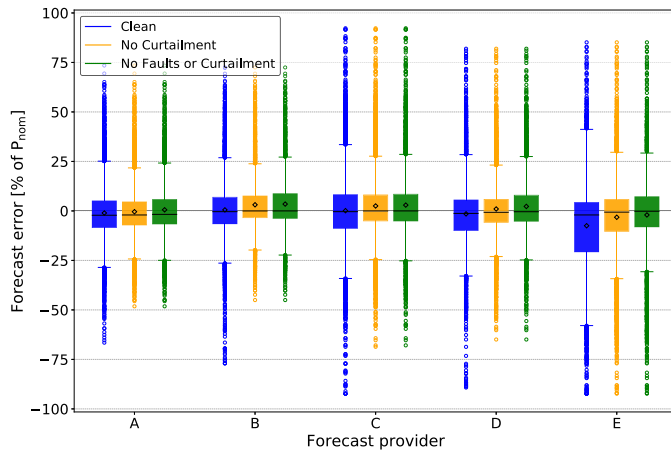 100
75
50
25
0
−25
−50
−75
−100
Forecast error [% of Pnom]
Clean
No Curtailment
No Faults or Curtailment
A B C D E
Forecast provider